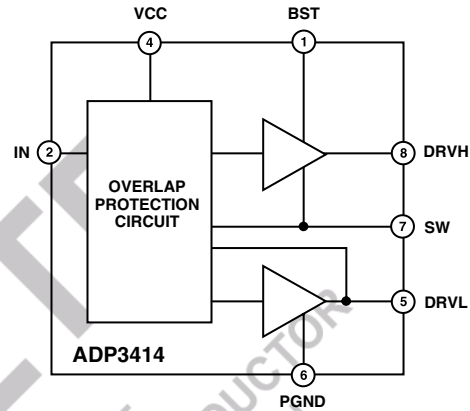 VCC
BST
4
1
IN 2
8 DRVH
OVERLAP
PROTECTION
CIRCUIT
7 SW
5 DRVL
ADP3414
6
PGND